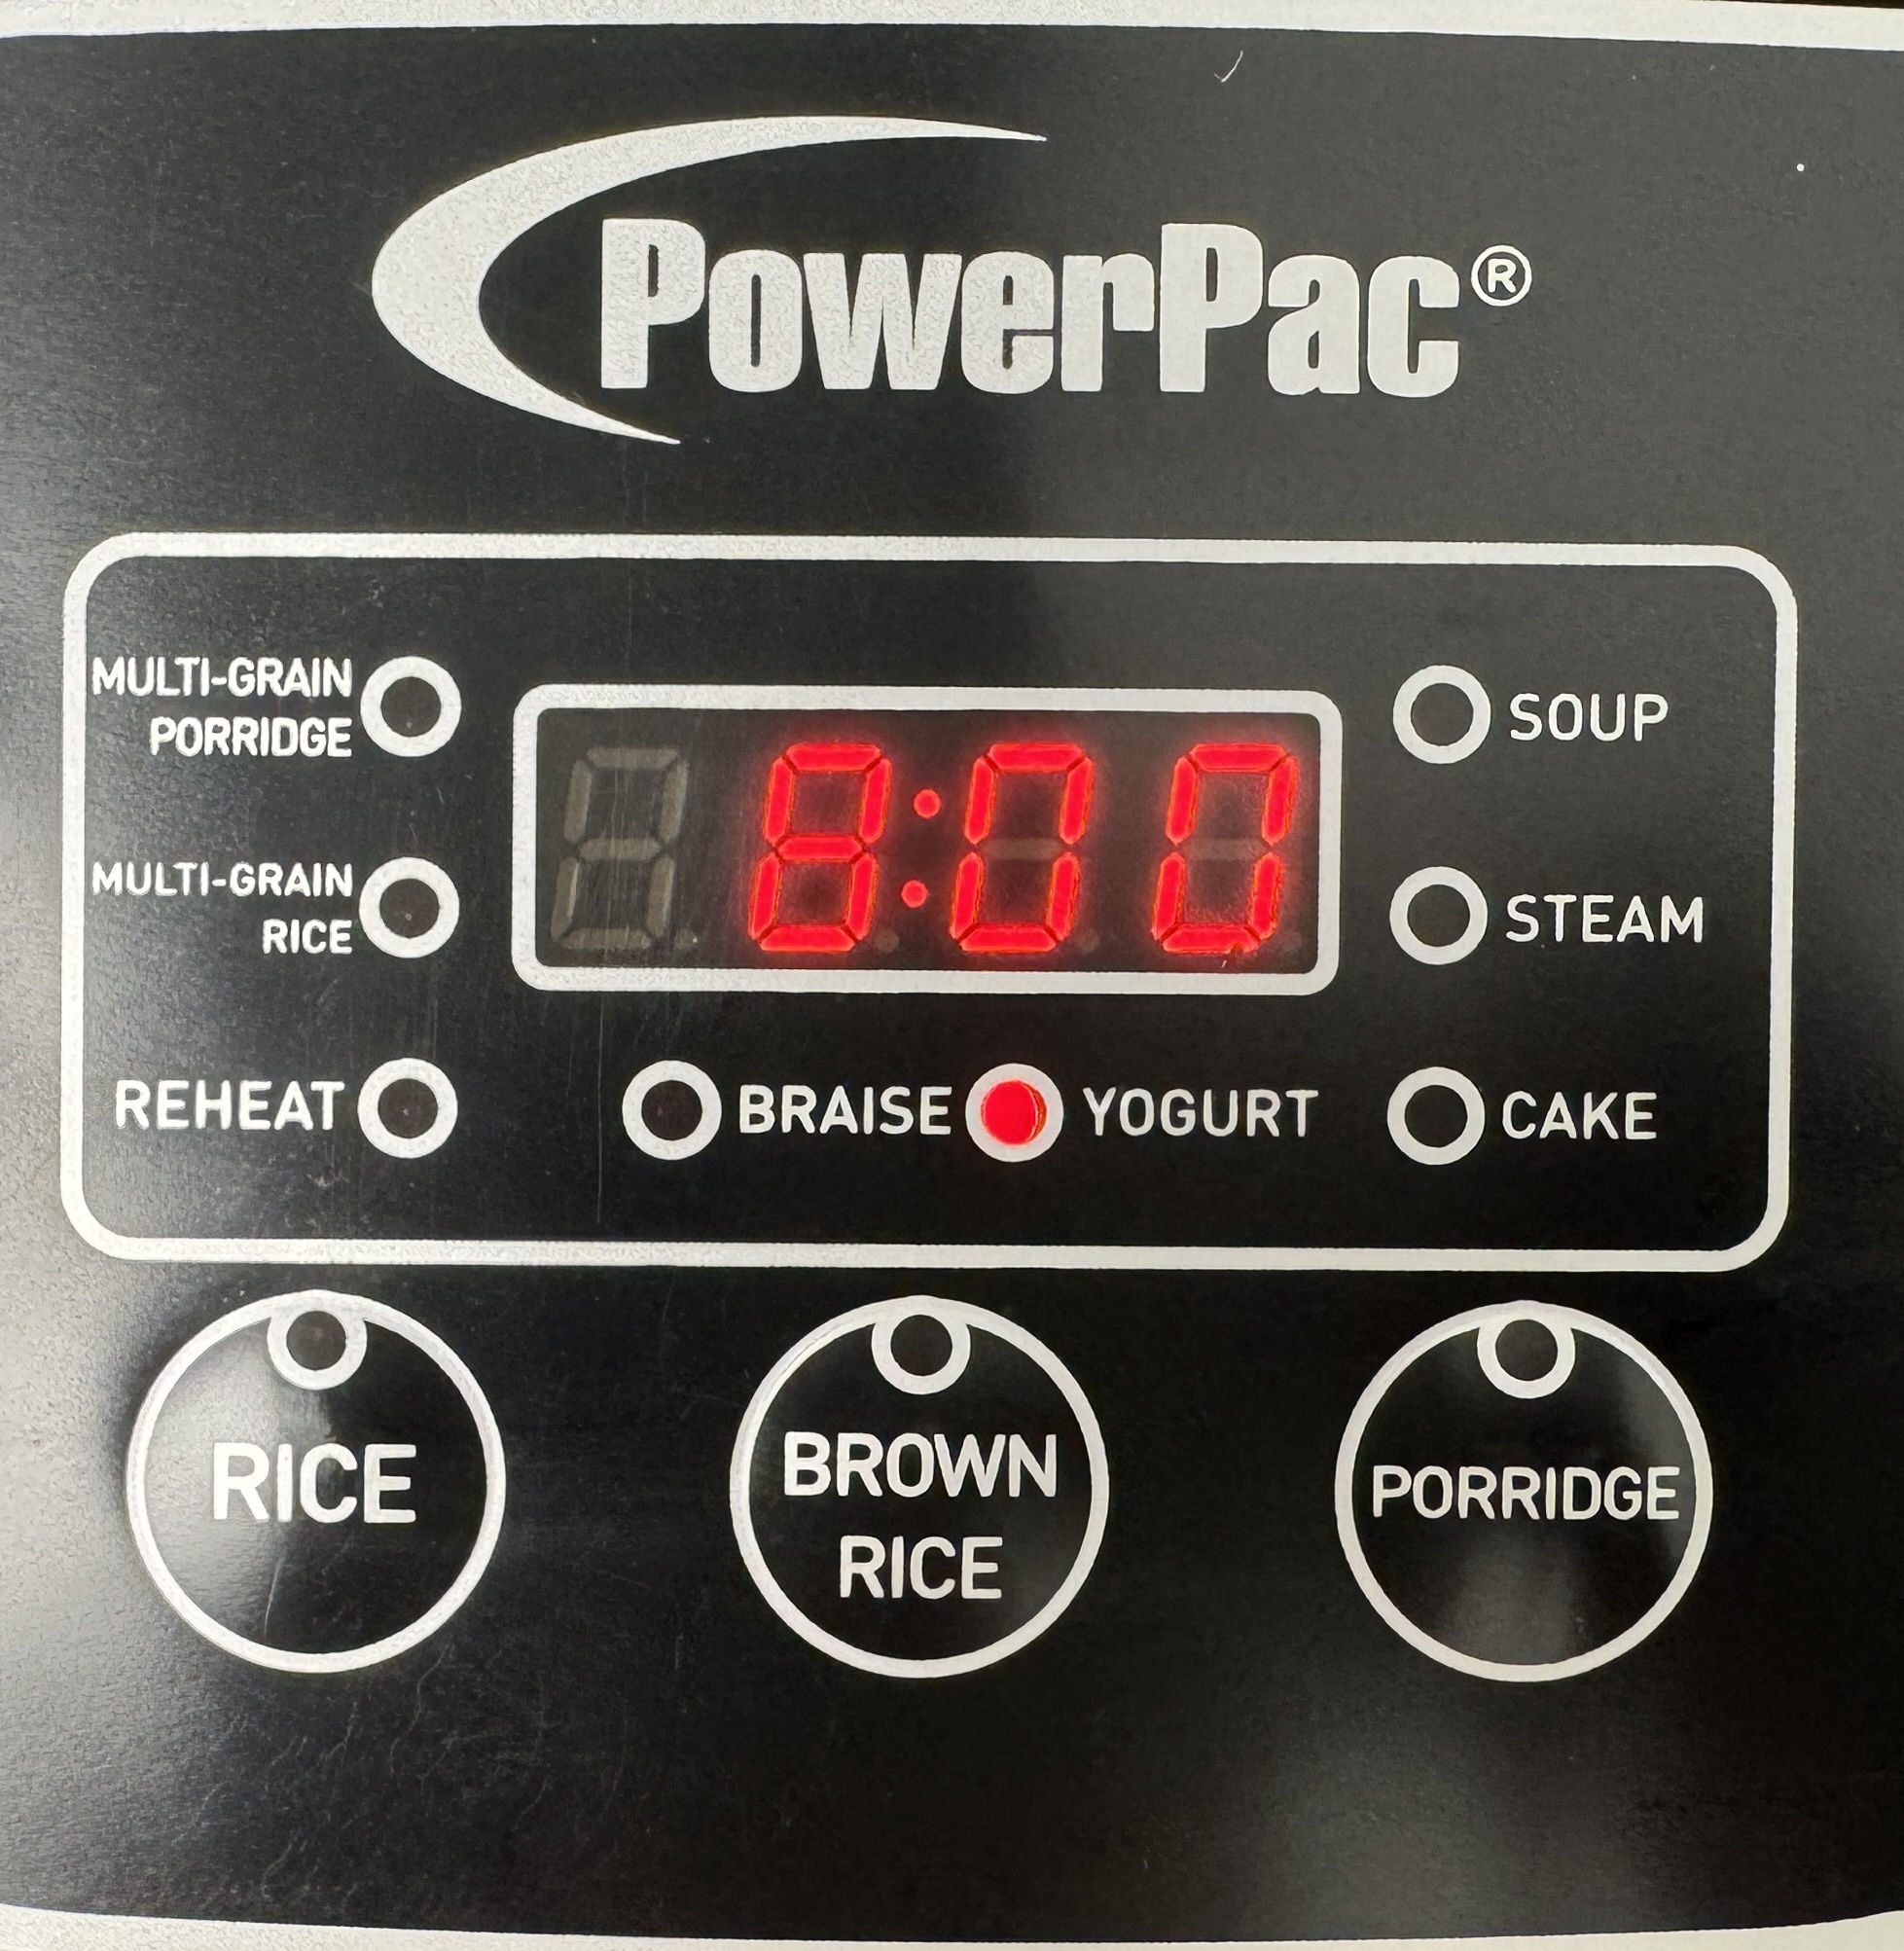 PowerPac®
MULTI-GRAIN
PORRIDGE
SOUP
8:00
MULTI-GRAIN
RICE
STEAM
REHEAT
BRAISE
YOGURT
CAKE
RICE
BROWN
RICE
PORRIDGE